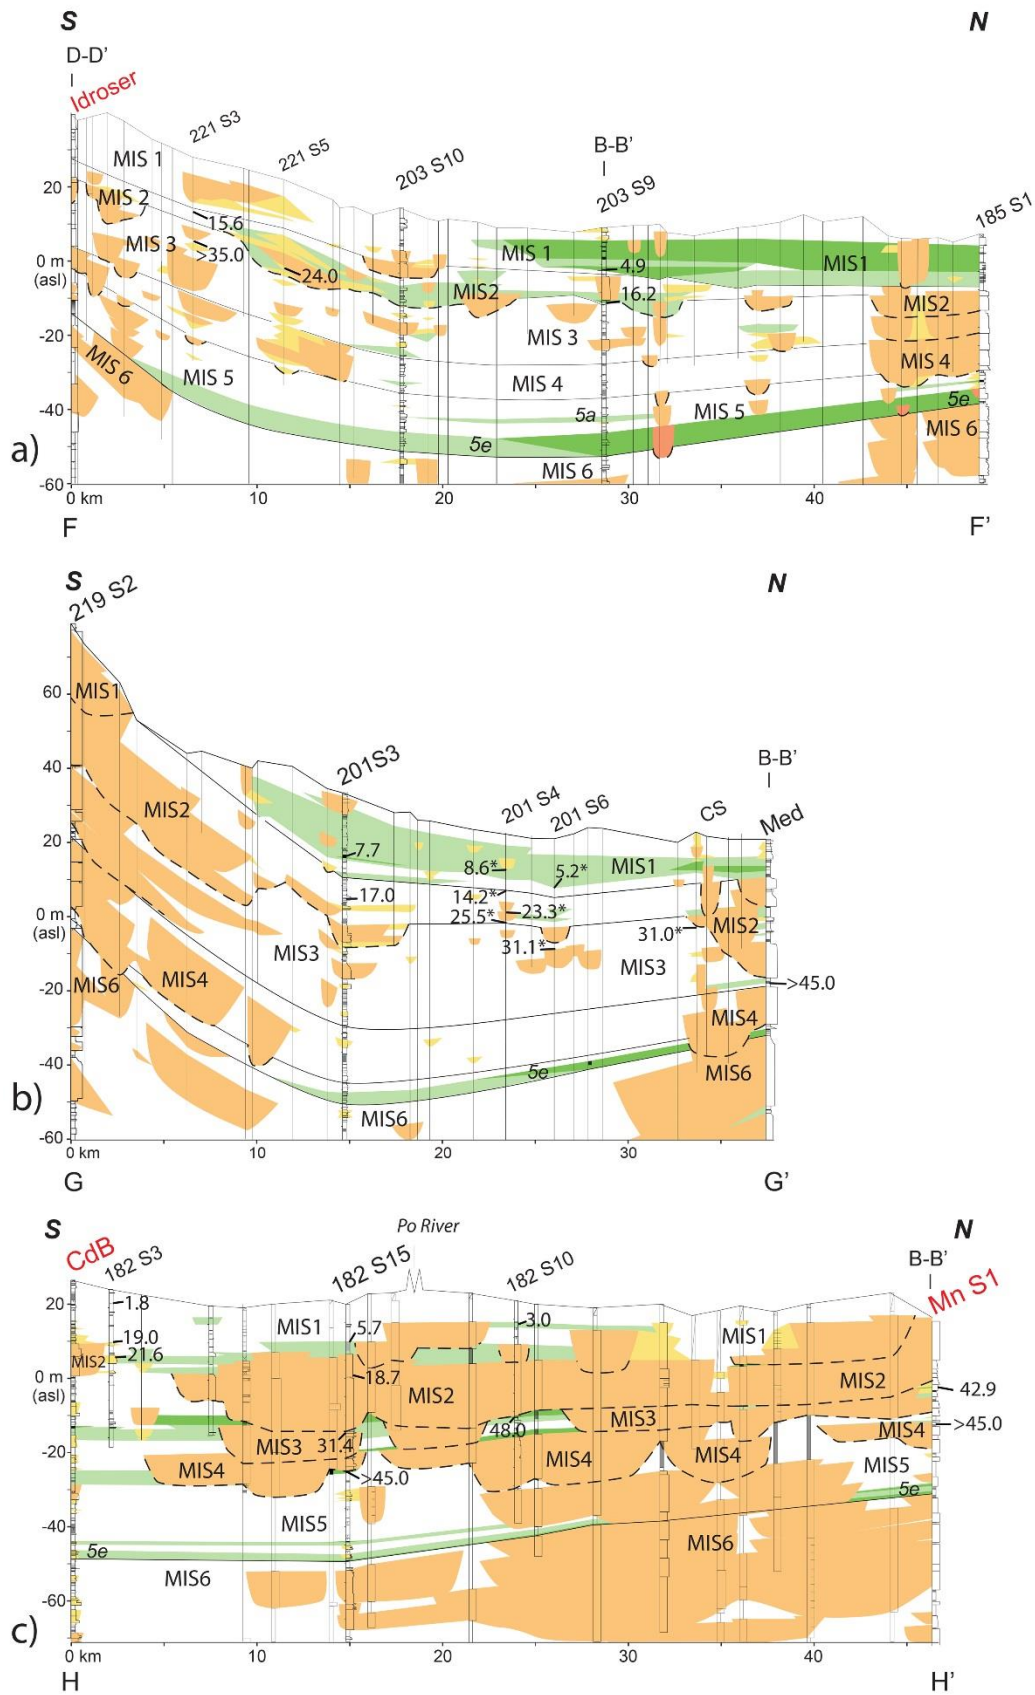 S
N
D-D'
Idroser
221 S3
221 S5
203 S10
B-B'
203 S9
185 S1
MIS 1
20
MIS 2
15.6
MIS 1
MIS1
MIS 3
>35.0
4.9
0 m
(asl)
24.0
MIS2
16.2
MIS2
MIS 3
-20
MIS 4
MIS 6
MIS 5
MIS 4
MIS 5
5e
-40
5a
5e
MIS 6
a)
MIS 6
-60
0 km
10
20
30
40
F
F'
S
N
219 S2
60
MIS1
B-B'
40
201S3
201 S4
201 S6
CS
Med
MIS2
20
7.7
8.6*
5.2*
MIS1
17.0
14.2*
23.3*
0 m
(asl)
25.5*
31.0*
MIS2
MIS3
31.1*
MIS3
MIS4
>45.0
MIS6
-20
MIS4
-40
5e
MIS6
b)
MIS6
-60
0 km
10
20
30
G
G'
S
Po River
N
CdB
182 S3
182 S15
182 S10
B-B'
Mn S1
20
1.8
3.0
19.0
MIS1
5.7
MIS1
21.6
MIS2
0 m
(asl)
18.7
MIS2
MIS2
42.9
MIS3
MIS3
31.4
48.0
>45.0
MIS4
-20
MIS4
MIS4
MIS4
>45.0
MIS5
5e
MIS5
-40
5e
MIS6
MIS6
-60
c)
0 km
10
20
30
40
H
H'